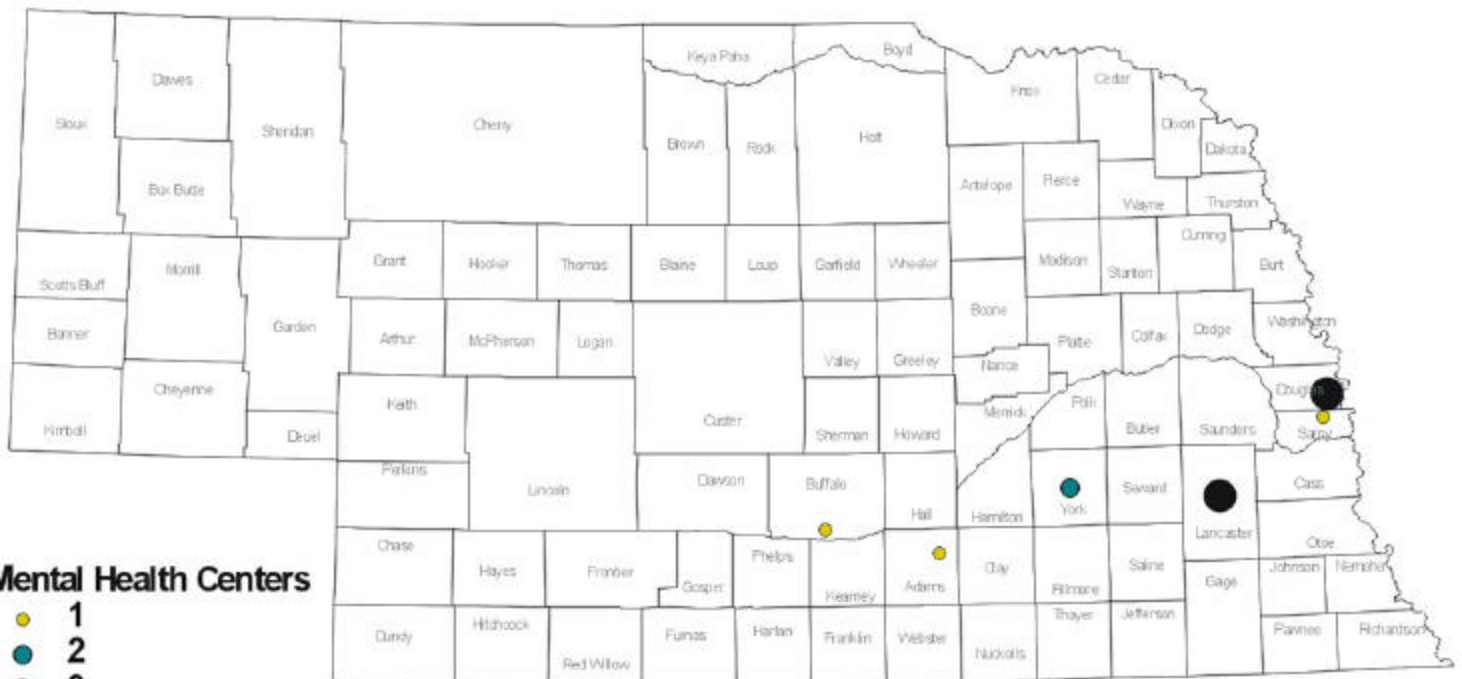 Keya Paha
Boyd
Dawes
Knox
Cedar
Sioux
Sheridan
Cherry
Brown
Rock
Holt
Dixon
Dakota
Box Butte
Antelope
Pierce
Wayne
Thurston
Grant
Hooker
Thomas
Blaine
Loup
Garfield
Wheeler
Madison
Stanton
Cuming
Burt
Scotts Bluff
Morrill
Garden
Banner
Arthur
McPherson
Logan
Valley
Greeley
Boone
Platte
Colfax
Dodge
Washington
Nance
Cheyenne
Keith
Custer
Merrick
Polk
Butler
Saunders
Douglas
Sarpy
Kimball
Deuel
Sherman
Howard
Perkins
Lincoln
Dawson
Buffalo
Hall
Hamilton
York
Seward
Lancaster
Cass
Otoe
Chase
Hayes
Frontier
Gosper
Phelps
Kearney
Adams
Clay
Fillmore
Saline
Gage
Johnson
Nemaha
Dundy
Hitchcock
Red Willow
Furnas
Harlan
Franklin
Webster
Nuckolls
Thayer
Jefferson
Pawnee
Richardson
Mental Health Centers
1
2